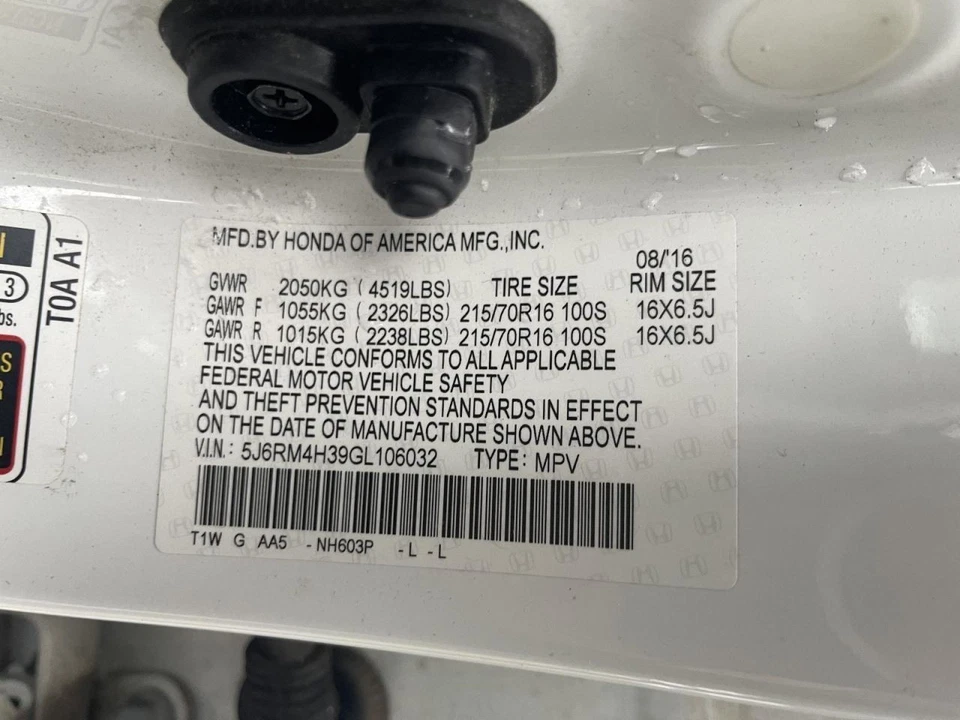 MFD.BY HONDA OF AMERICA MFG.,INC.
08/'16
GVWR 2050KG ( 4519LBS) TIRE SIZE RIM SIZE
GAWR F 1055KG ( 2326LBS) 215/70R16 100S 16X6.5J
GAWR R 1015KG ( 2238LBS) 215/70R16 100S 16X6.5J
THIS VEHICLE CONFORMS TO ALL APPLICABLE
FEDERAL MOTOR VEHICLE SAFETY
AND THEFT PREVENTION STANDARDS IN EFFECT
ON THE DATE OF MANUFACTURE SHOWN ABOVE.
V.I.N.: 5J6RM4H39GL106032 TYPE: MPV
T1W G AA5 -NH603P -L -L
T0A A1
3